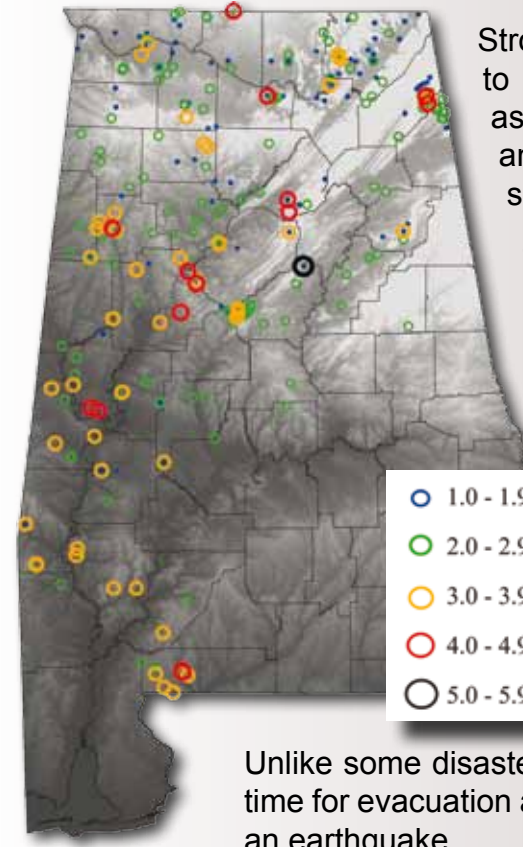 Stro
to
as
an
s
1.0 - 1.9
2.0 - 2.9
3.0 - 3.9
4.0 - 4.9
5.0 - 5.9
Unlike some disaste
time for evacuation a
an earthquake